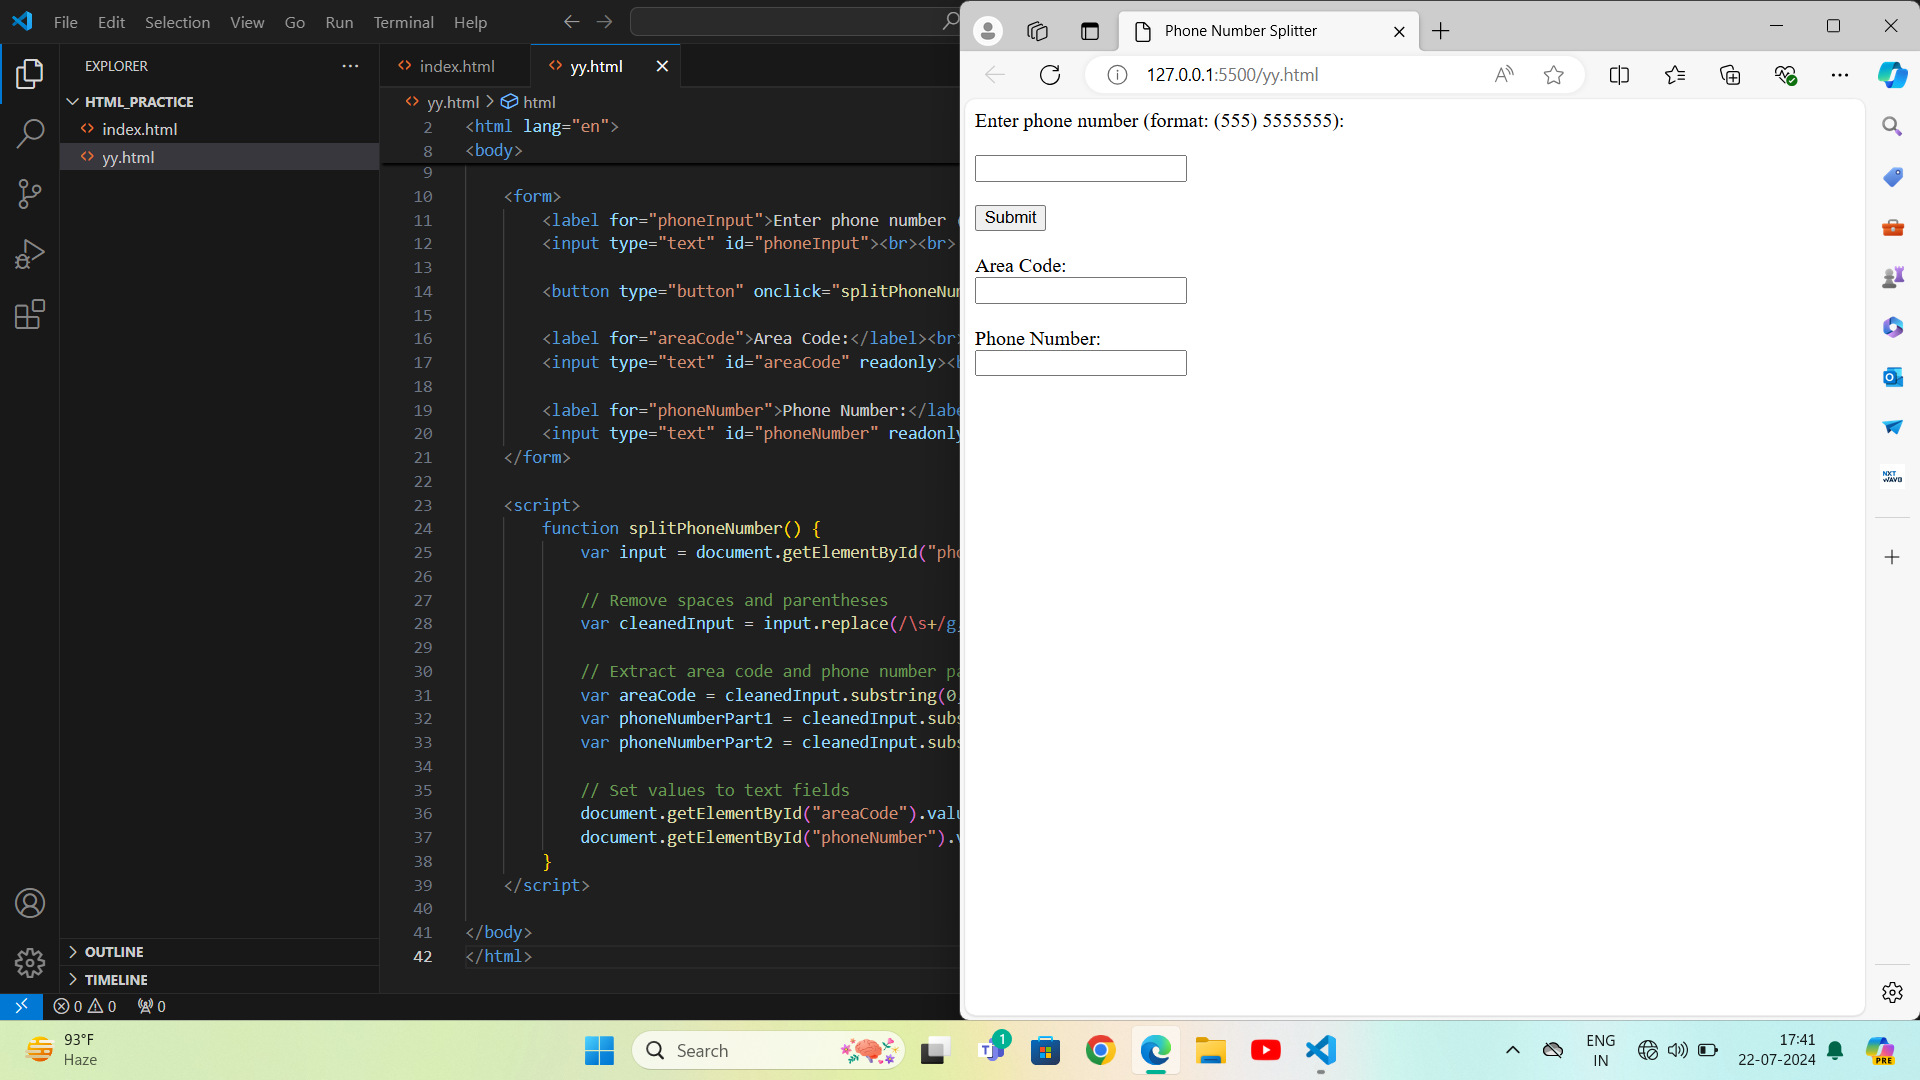 File Edit Selection View Go Run Terminal Help
EXPLORER
HTML_PRACTICE
index.html
yy.html
OUTLINE
TIMELINE
0 0 0
index.html
yy.html
yy.html > html
2 <html lang="en">
8 <body>
9
10 <form>
11 <label for="phoneInput">Enter phone number
12 <input type="text" id="phoneInput"><br><br>
13
14 <button type="button" onclick="splitPhoneNum
15
16 <label for="areaCode">Area Code:</label><br>
17 <input type="text" id="areaCode" readonly><b
18
19 <label for="phoneNumber">Phone Number:</labe
20 <input type="text" id="phoneNumber" readonly
21 </form>
22
23 <script>
24 function splitPhoneNumber() {
25 var input = document.getElementById("pho
26
27 // Remove spaces and parentheses
28 var cleanedInput = input.replace(/\s+/g,
29
30 // Extract area code and phone number pa
31 var areaCode = cleanedInput.substring(0,
32 var phoneNumberPart1 = cleanedInput.subs
33 var phoneNumberPart2 = cleanedInput.subs
34
35 // Set values to text fields
36 document.getElementById("areaCode").valu
37 document.getElementById("phoneNumber").v
38 }
39 </script>
40
41 </body>
42 </html>
Phone Number Splitter
127.0.0.1:5500/yy.html
Enter phone number (format: (555) 5555555):
Submit
Area Code:
Phone Number:
NXT
WAVE
93°F
Haze
Search
1
ENG
IN
17:41
22-07-2024
PRE